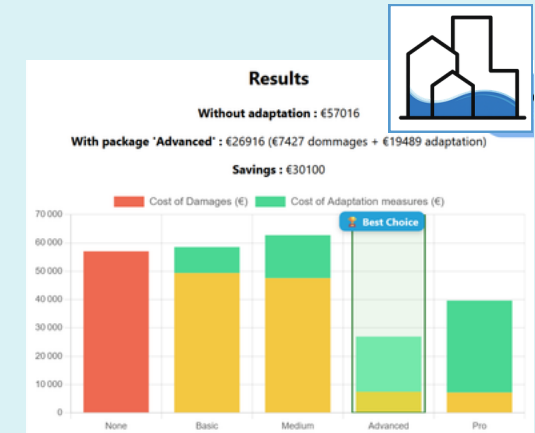 Results
Without adaptation : €57016
With package 'Advanced' : €26916 (€7427 dommages + €19489 adaptation)
Savings : €30100
Cost of Damages (€) Cost of Adaptation measures (€)
70 000
Best Choice
60 000
50 000
40 000
30 000
20 000
10 000
0
None Basic Medium Advanced Pro